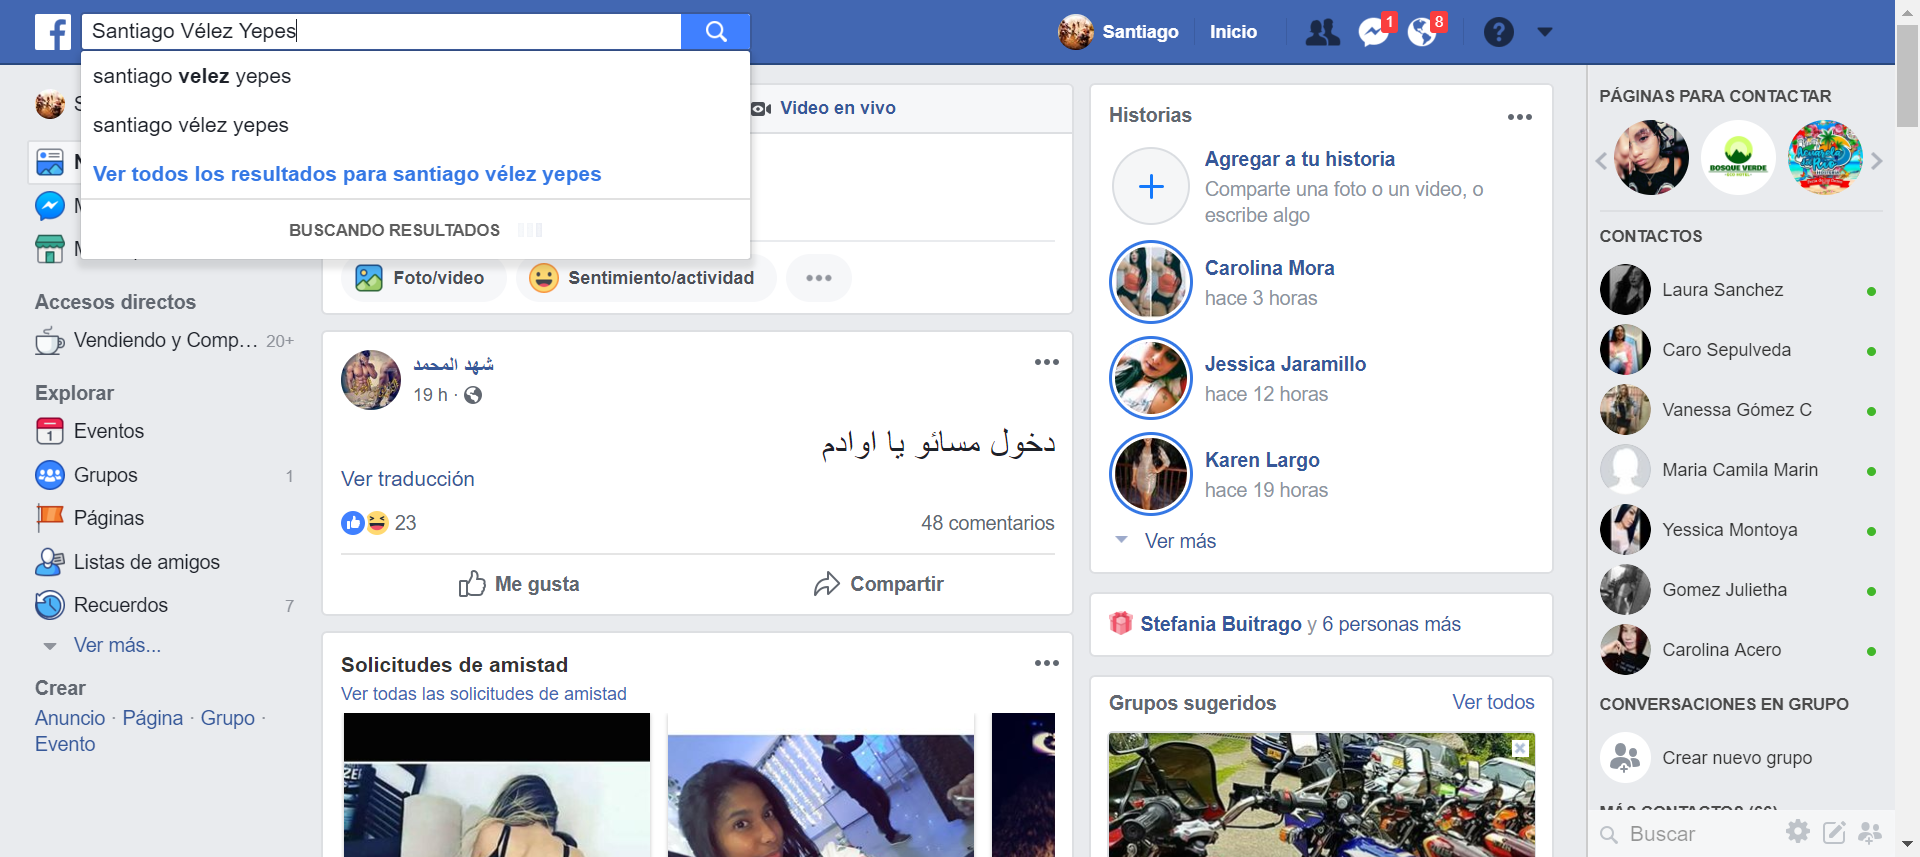 Santiago Vélez Yepes
Santiago
Inicio
1
8
santiago velez yepes
santiago vélez yepes
Ver todos los resultados para santiago vélez yepes
BUSCANDO RESULTADOS
Accesos directos
Vendiendo y Comp... 20+
Explorar
1
Eventos
Grupos 1
Páginas
Listas de amigos
Recuerdos 7
Ver más...
Crear
Anuncio · Página · Grupo ·
Evento
Video en vivo
Foto/video
Sentimiento/actividad
شهد المحمد
19 h ·
دخول مسائو يا اوادم
Ver traducción
23
48 comentarios
Me gusta
Compartir
Solicitudes de amistad
Ver todas las solicitudes de amistad
Historias
Agregar a tu historia
Comparte una foto o un video, o
escribe algo
Carolina Mora
hace 3 horas
Jessica Jaramillo
hace 12 horas
Karen Largo
hace 19 horas
Ver más
Stefania Buitrago y 6 personas más
Grupos sugeridos
Ver todos
PÁGINAS PARA CONTACTAR
BOSQUE VERDE
CONTACTOS
Laura Sanchez
Caro Sepulveda
Vanessa Gómez C
Maria Camila Marin
Yessica Montoya
Gomez Julietha
Carolina Acero
CONVERSACIONES EN GRUPO
Crear nuevo grupo
MÁS CONTACTOS (66)
Buscar